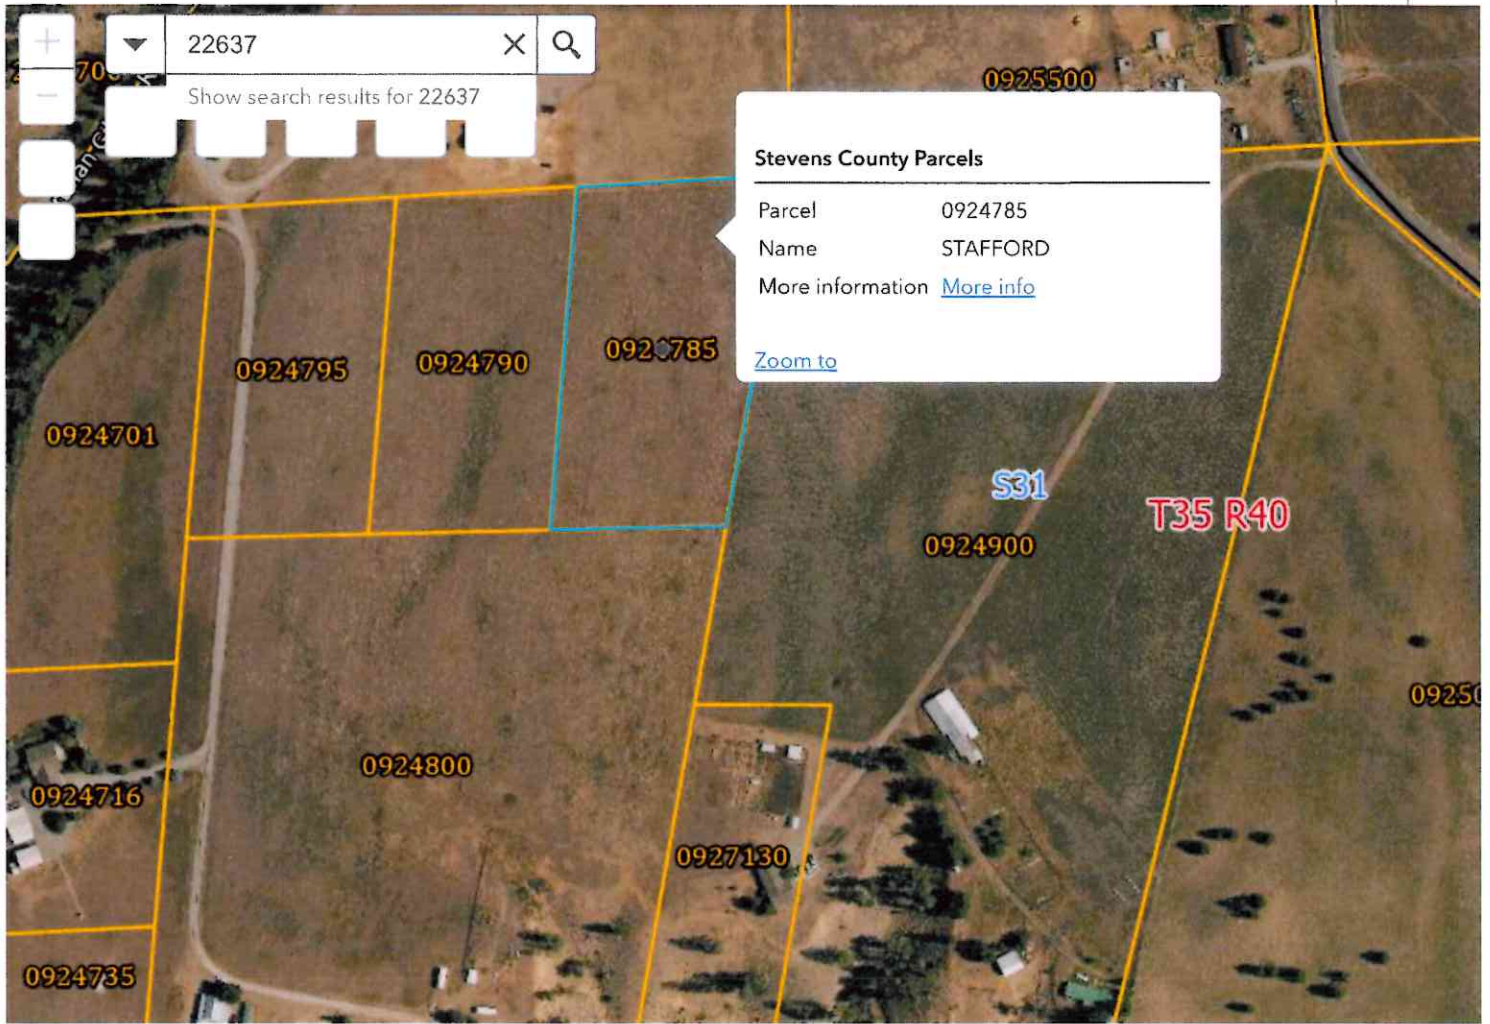 22637
Show search results for 22637
0925500
Stevens County Parcels
Parcel 0924785
Name STAFFORD
More information More info
Zoom to
0924795
0924790
0924701
S31
T35 R40
0924900
0924800
0924716
0927130
0924735